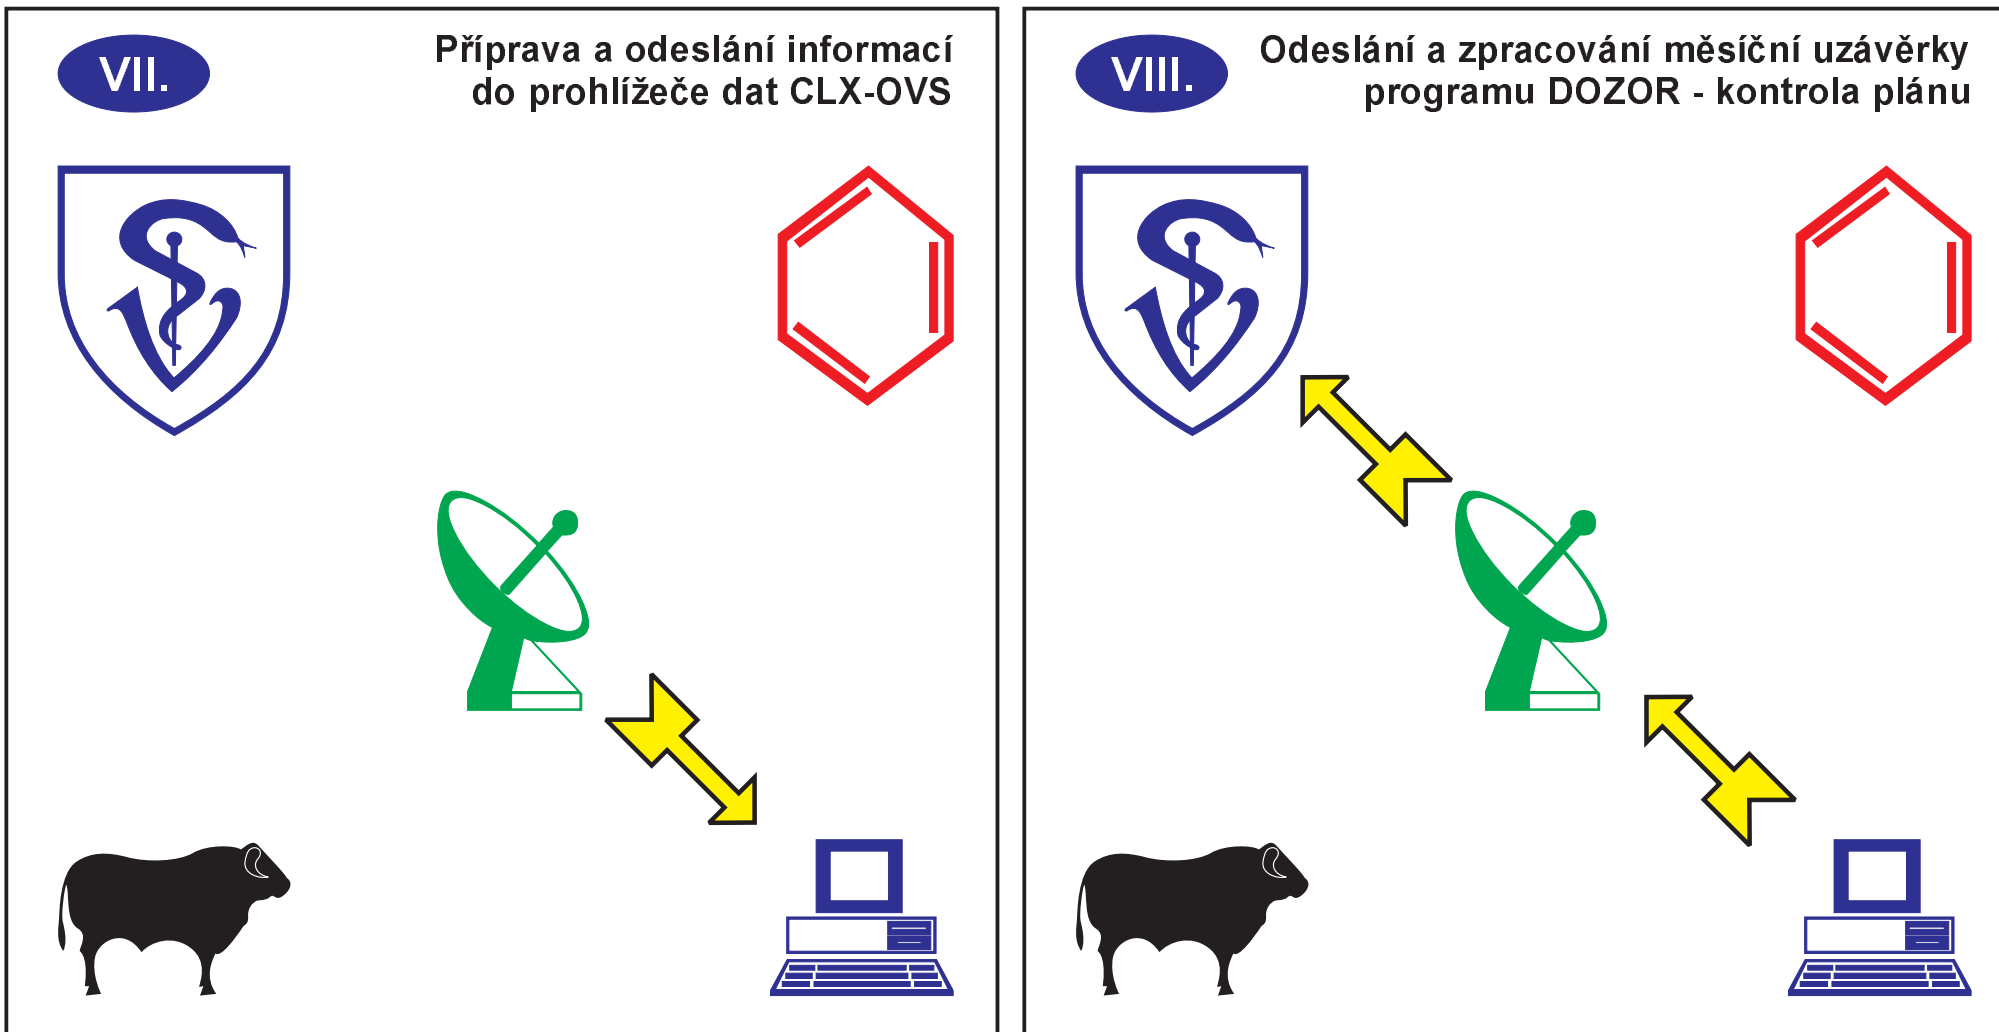 VII.
Příprava a odeslání informací
do prohlížeče dat CLX-OVS
VIII.
Odeslání a zpracování měsíční uzávěrky
programu DOZOR - kontrola plánu